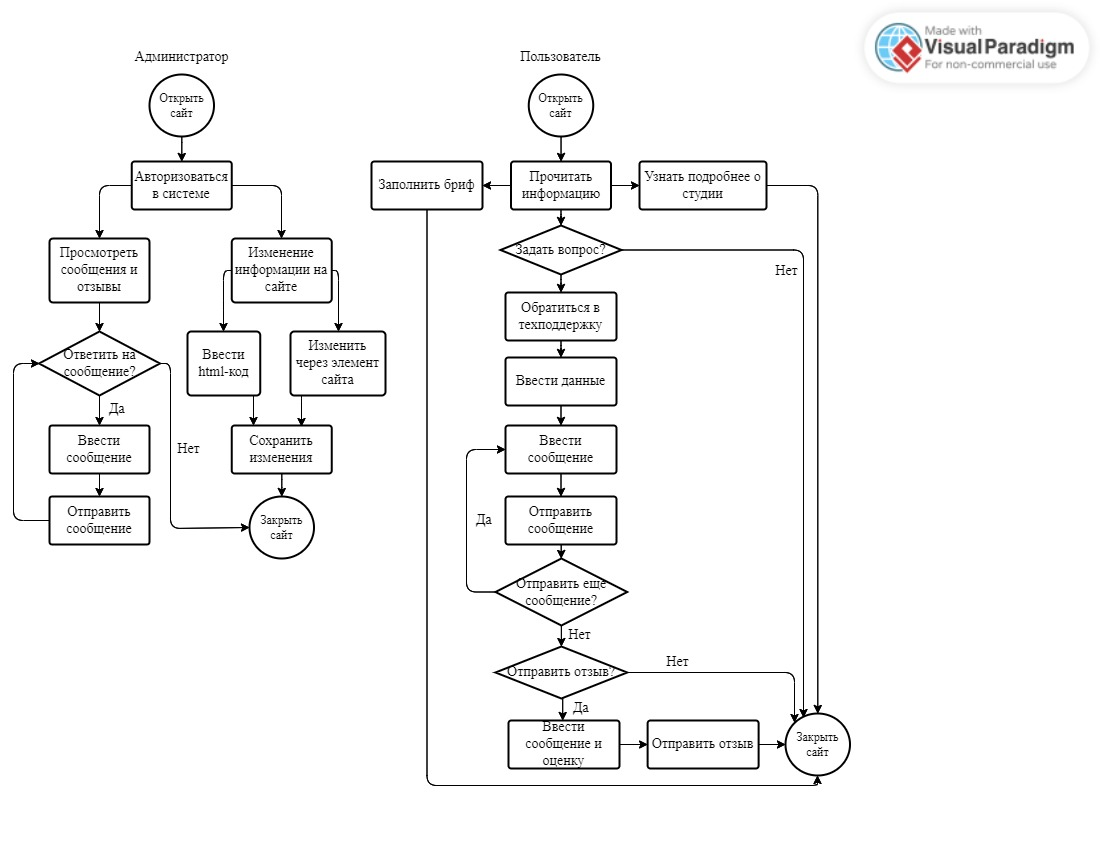 Made with
Visual Paradigm
For non-commercial use
Администратор
Открыть
сайт
Авторизоваться
в системе
Просмотреть
сообщения и
отзывы
Изменение
информации на
сайте
Ответить на
сообщение?
Ввести
html-код
Изменить
через элемент
сайта
Да
Нет
Ввести
сообщение
Сохранить
изменения
Отправить
сообщение
Закрыть
сайт
Пользователь
Открыть
сайт
Заполнить бриф
Прочитать
информацию
Узнать подробнее о
студии
Задать вопрос?
Нет
Обратиться в
техподдержку
Ввести данные
Ввести
сообщение
Да
Отправить
сообщение
Отправить еще
сообщение?
Нет
Отправить отзыв?
Нет
Да
Ввести
сообщение и
оценку
Отправить отзыв
Закрыть
сайт